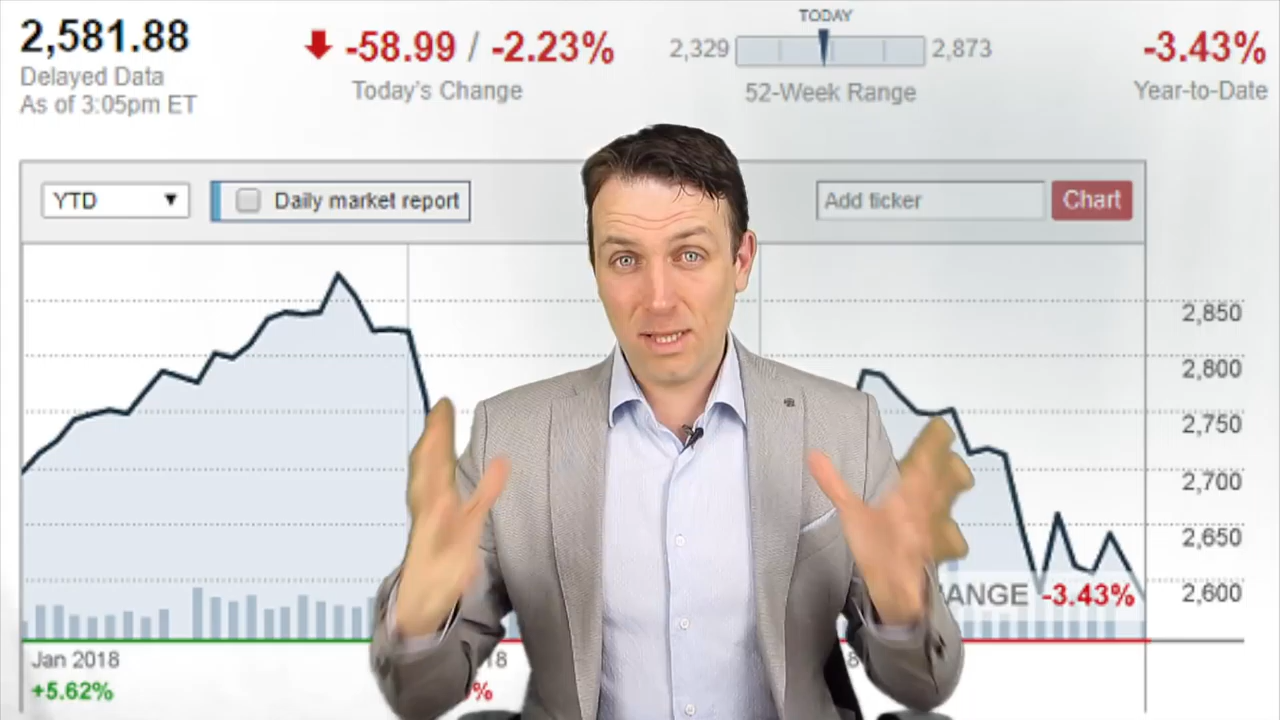 2,581.88
Delayed Data
As of 3:05pm ET
-58.99 / -2.23%
Today's Change
TODAY
2,329
2,873
52-Week Range
-3.43%
Year-to-Date
YTD
Daily market report
Add ticker
Chart
2,850
2,800
2,750
2,700
2,650
2,600
ANGE -3.43%
Jan 2018
+5.62%
18
%